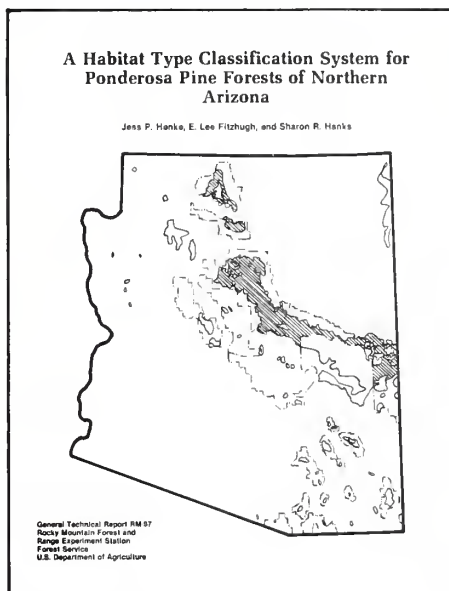 A Habitat Type Classification System for
Ponderosa Pine Forests of Northern
Arizona
Jess P. Hanks, E. Lee Fitzhugh, and Sharon R. Hanks
General Technical Report RM 97
Rocky Mountain Forest and
Range Experiment Station
Forest Service
U.S. Department of Agriculture